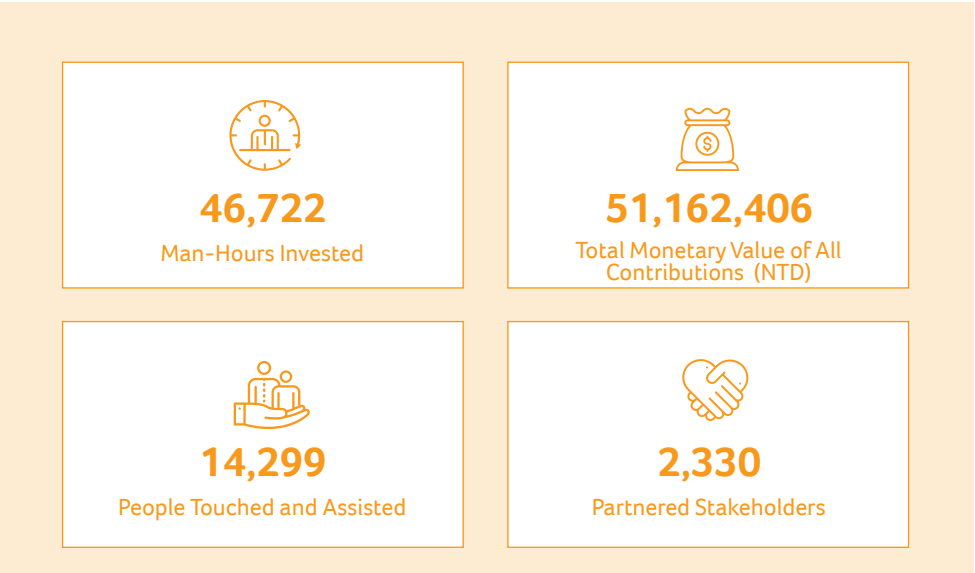 46,722
Man-Hours Invested
51,162,406
Total Monetary Value of All
Contributions (NTD)
14,299
People Touched and Assisted
2,330
Partnered Stakeholders